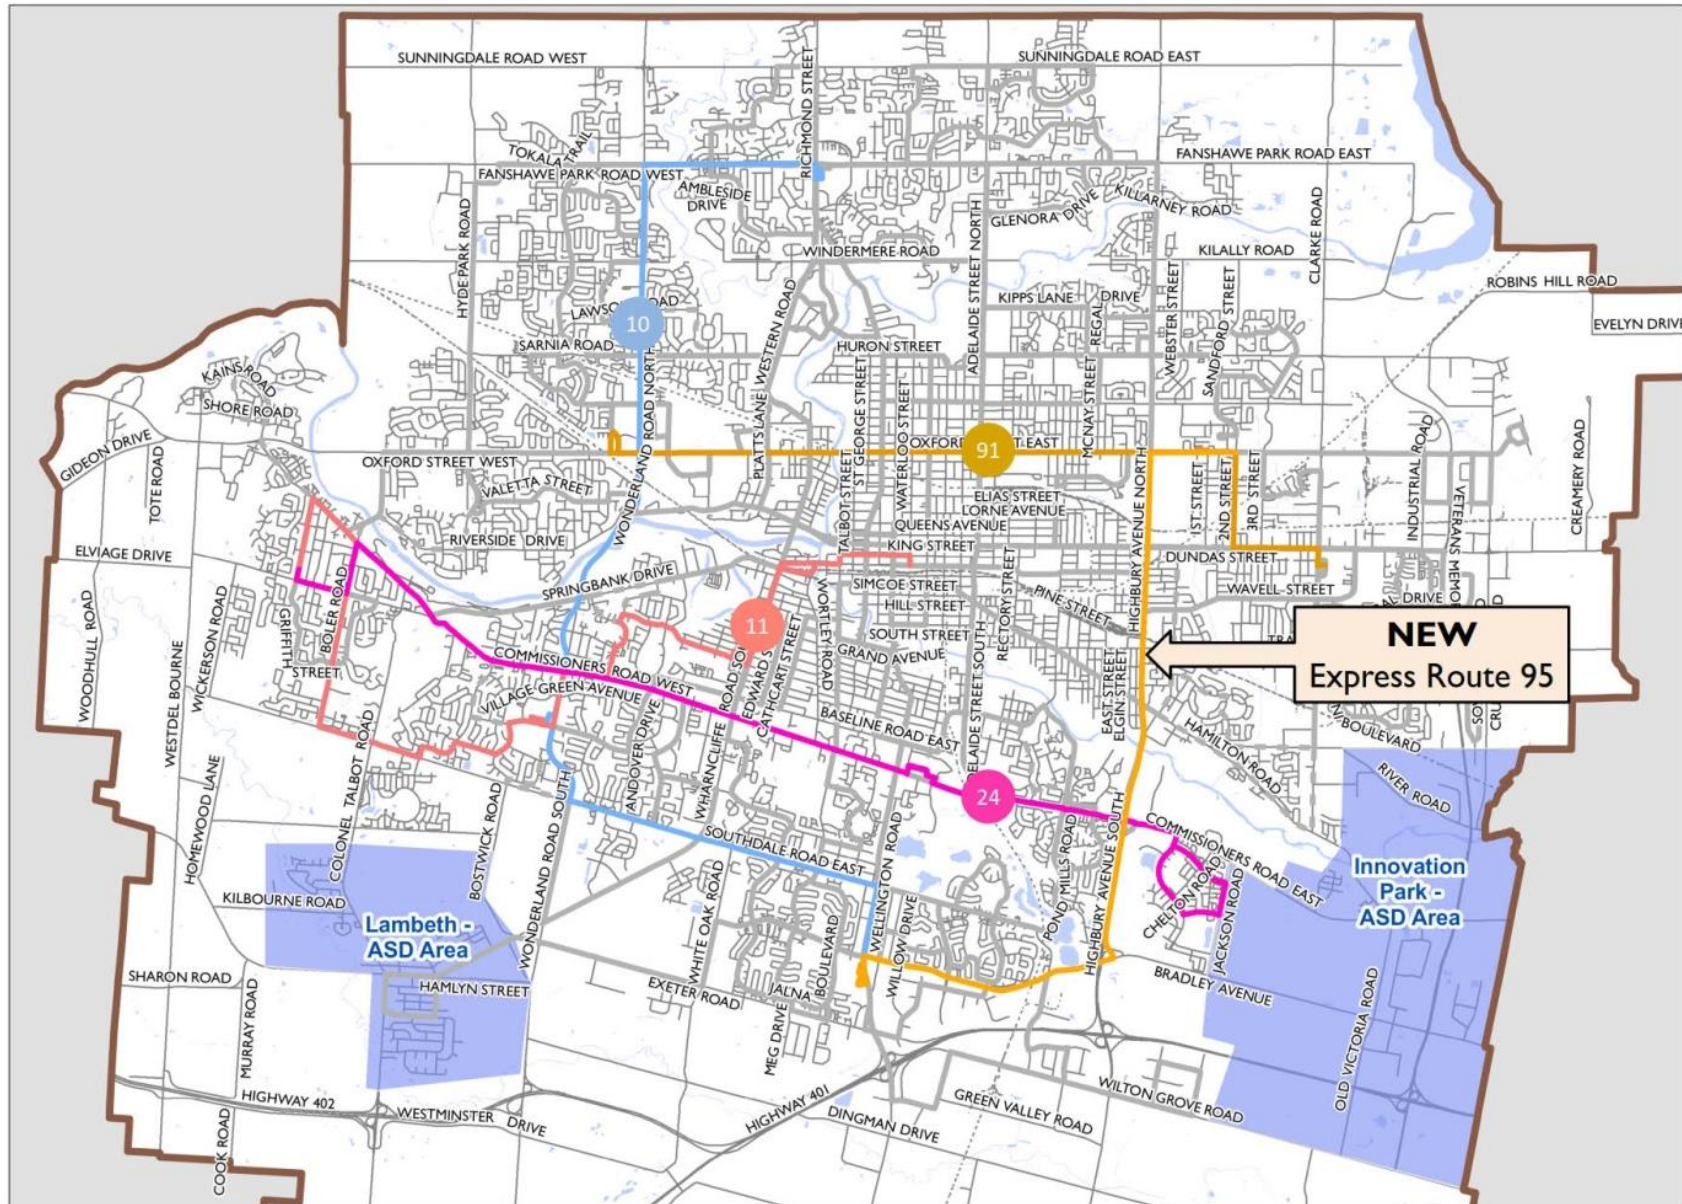 SUNNINGDALE ROAD WEST
SUNNINGDALE ROAD EAST
RICHMOND STREET
TOKALA TRAIL
FANSHAWE PARK ROAD WEST
FANSHAWE PARK ROAD EAST
AMBLESIDE
DRIVE
KILLARNEY ROAD
GLENORA DRIVE
HYDE PARK ROAD
ADELAIDE STREET NORTH
CLARKE ROAD
WINDERMERE ROAD
KILALLY ROAD
ROBINS HILL ROAD
EVELYN DRIVE
KIPPS LANE
REGAL DRIVE
WEBSTER STREET
SANDFORD STREET
10
SARNIA ROAD
HURON STREET
PLATTS LANE
WESTERN ROAD
WONDERLAND ROAD NORTH
KAINS ROAD
SHORE ROAD
GIDEON DRIVE
TOTE ROAD
OXFORD STREET WEST
VALETTA STREET
ST GEORGE STREET
WATERLOO STREET
TALBOT STREET
91
MCNAY STREET
HIGHBURY AVENUE NORTH
1ST STREET
2ND STREET
3RD STREET
INDUSTRIAL ROAD
CREAMERY ROAD
ELIAS STREET
LORNE AVENUE
QUEENS AVENUE
KING STREET
RIVERSIDE DRIVE
ELVIAGE DRIVE
DUNDAS STREET
WAVELL STREET
SPRINGBANK DRIVE
SIMCOE STREET
HILL STREET
SOUTH STREET
GRAND AVENUE
RECTORY STREET
PINE STREET
WORTLEY ROAD
11
EDWARD
CATHCART STREET
WOODHULL ROAD
WESTDEL BOURNE
WICKERSON ROAD
GRIFFITH
STREET
BOLER ROAD
COMMISSIONERS ROAD WEST
VILLAGE GREEN AVENUE
NEW
Express Route 95
EAST STREET
ELGIN STREET
HAMILTON ROAD
BOULEVARD
RIVER ROAD
BASELINE ROAD EAST
ANDOVER DRIVE
WHARNCLIFFE ROAD SOUTH
24
COMMISSIONERS ROAD EAST
HOMEWOOD LANE
COLONEL TALBOT ROAD
BOSTWICK ROAD
WONDERLAND ROAD SOUTH
SOUTHDALE ROAD EAST
WELLINGTON ROAD
POND MILLS ROAD
HIGHBURY AVENUE SOUTH
CHELTON ROAD
JACKSON ROAD
Innovation
Park -
ASD Area
KILBOURNE ROAD
Lambeth -
ASD Area
WHITE OAK ROAD
BOULEVARD
JALNA
WILLOW DRIVE
SHARON ROAD
HAMLYN STREET
EXETER ROAD
BRADLEY AVENUE
MURRAY ROAD
MEG DRIVE
OLD VICTORIA ROAD
HIGHWAY 402
WESTMINSTER DRIVE
HIGHWAY 401
DINGMAN DRIVE
GREEN VALLEY ROAD
WILTON GROVE ROAD
COOK ROAD